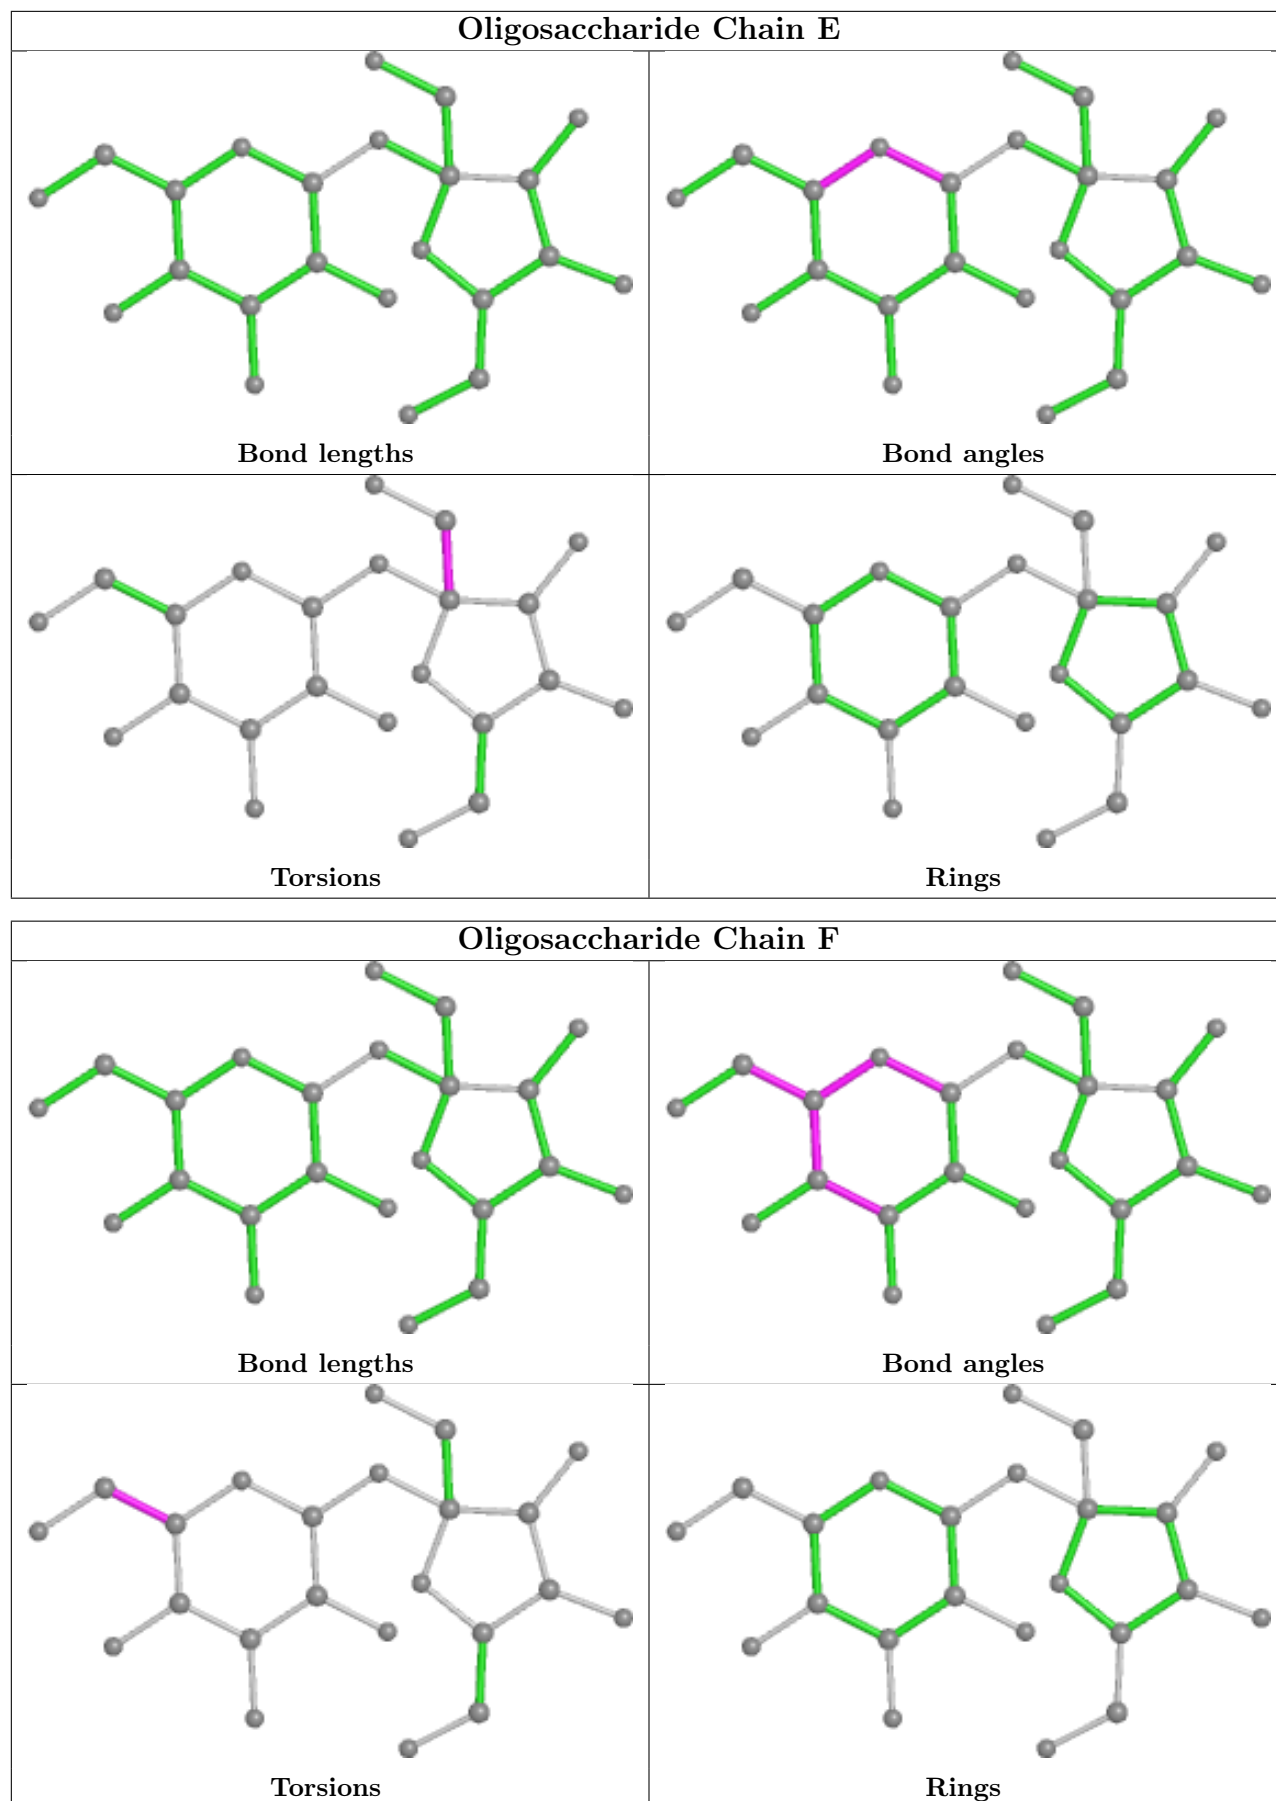 Oligosaccharide Chain E
Bond lengths
Bond angles
Torsions
Rings
Oligosaccharide Chain F
Bond lengths
Bond angles
Torsions
Rings